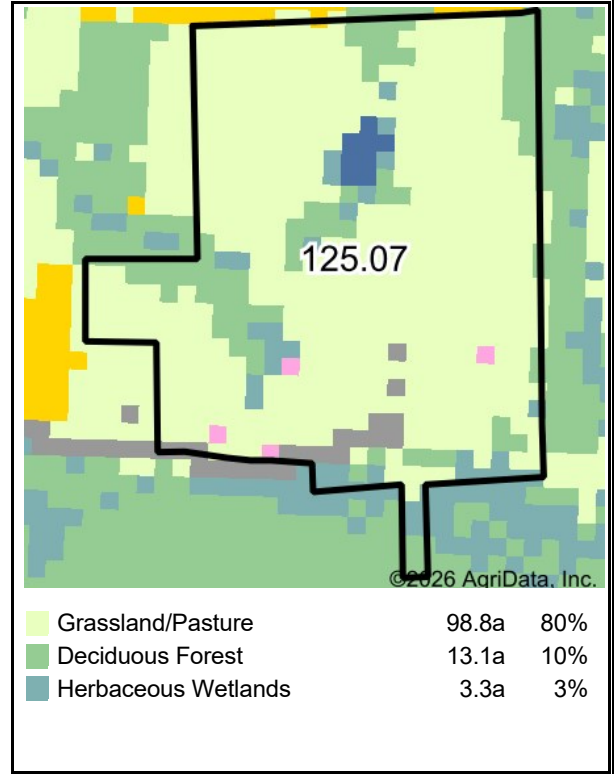 125.07
©2026 AgriData, Inc.
Grassland/Pasture 98.8a 80%
Deciduous Forest 13.1a 10%
Herbaceous Wetlands 3.3a 3%